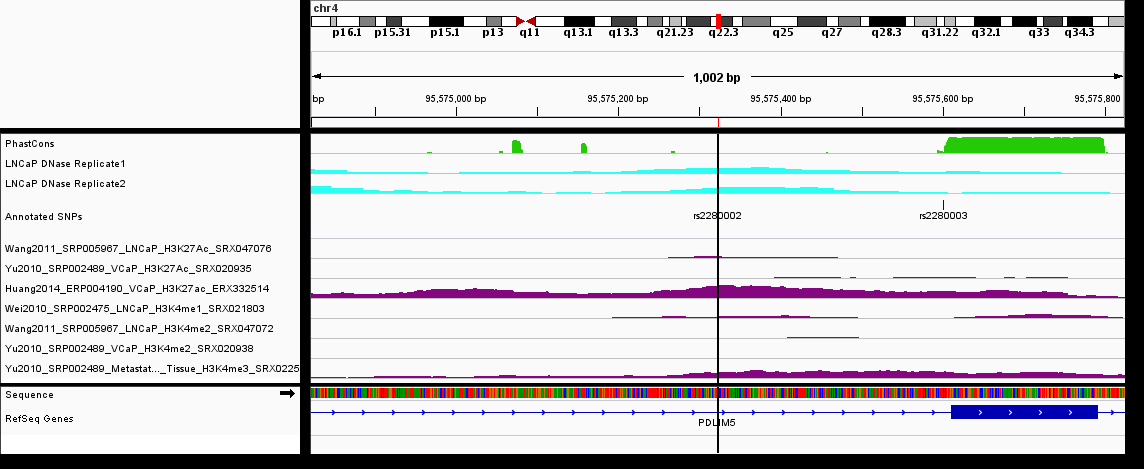 chr4
p16.1 p15.31 p15.1 p13 q11 q13.1 q13.3 q21.23 q22.3 q25 q27 q28.3 q31.22 q32.1 q33 q34.3
1,002 bp
bp 95,575,000 bp 95,575,200 bp 95,575,400 bp 95,575,600 bp 95,575,800
PhastCons
LNCaP DNase Replicate1
LNCaP DNase Replicate2
Annotated SNPs rs2280002 rs2280003
Wang2011_SRP005967_LNCaP_H3K27Ac_SRX047076
Yu2010_SRP002489_VCaP_H3K27Ac_SRX020935
Huang2014_ERP004190_VCaP_H3K27ac_ERX332514
Wei2010_SRP002475_LNCaP_H3K4me1_SRX021803
Wang2011_SRP005967_LNCaP_H3K4me2_SRX047072
Yu2010_SRP002489_VCaP_H3K4me2_SRX020938
Yu2010_SRP002489_Metastat..._Tissue_H3K4me3_SRX0225
Sequence
RefSeq Genes
PDLIM5